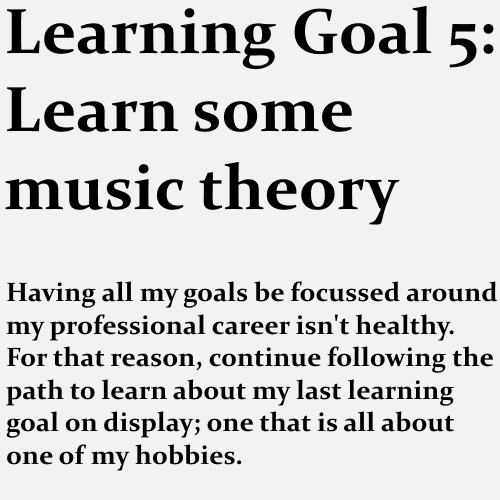 Learning Goal 5:
Learn some
music theory
Having all my goals be focussed around
my professional career isn't healthy.
For that reason, continue following the
path to learn about my last learning
goal on display; one that is all about
one of my hobbies.